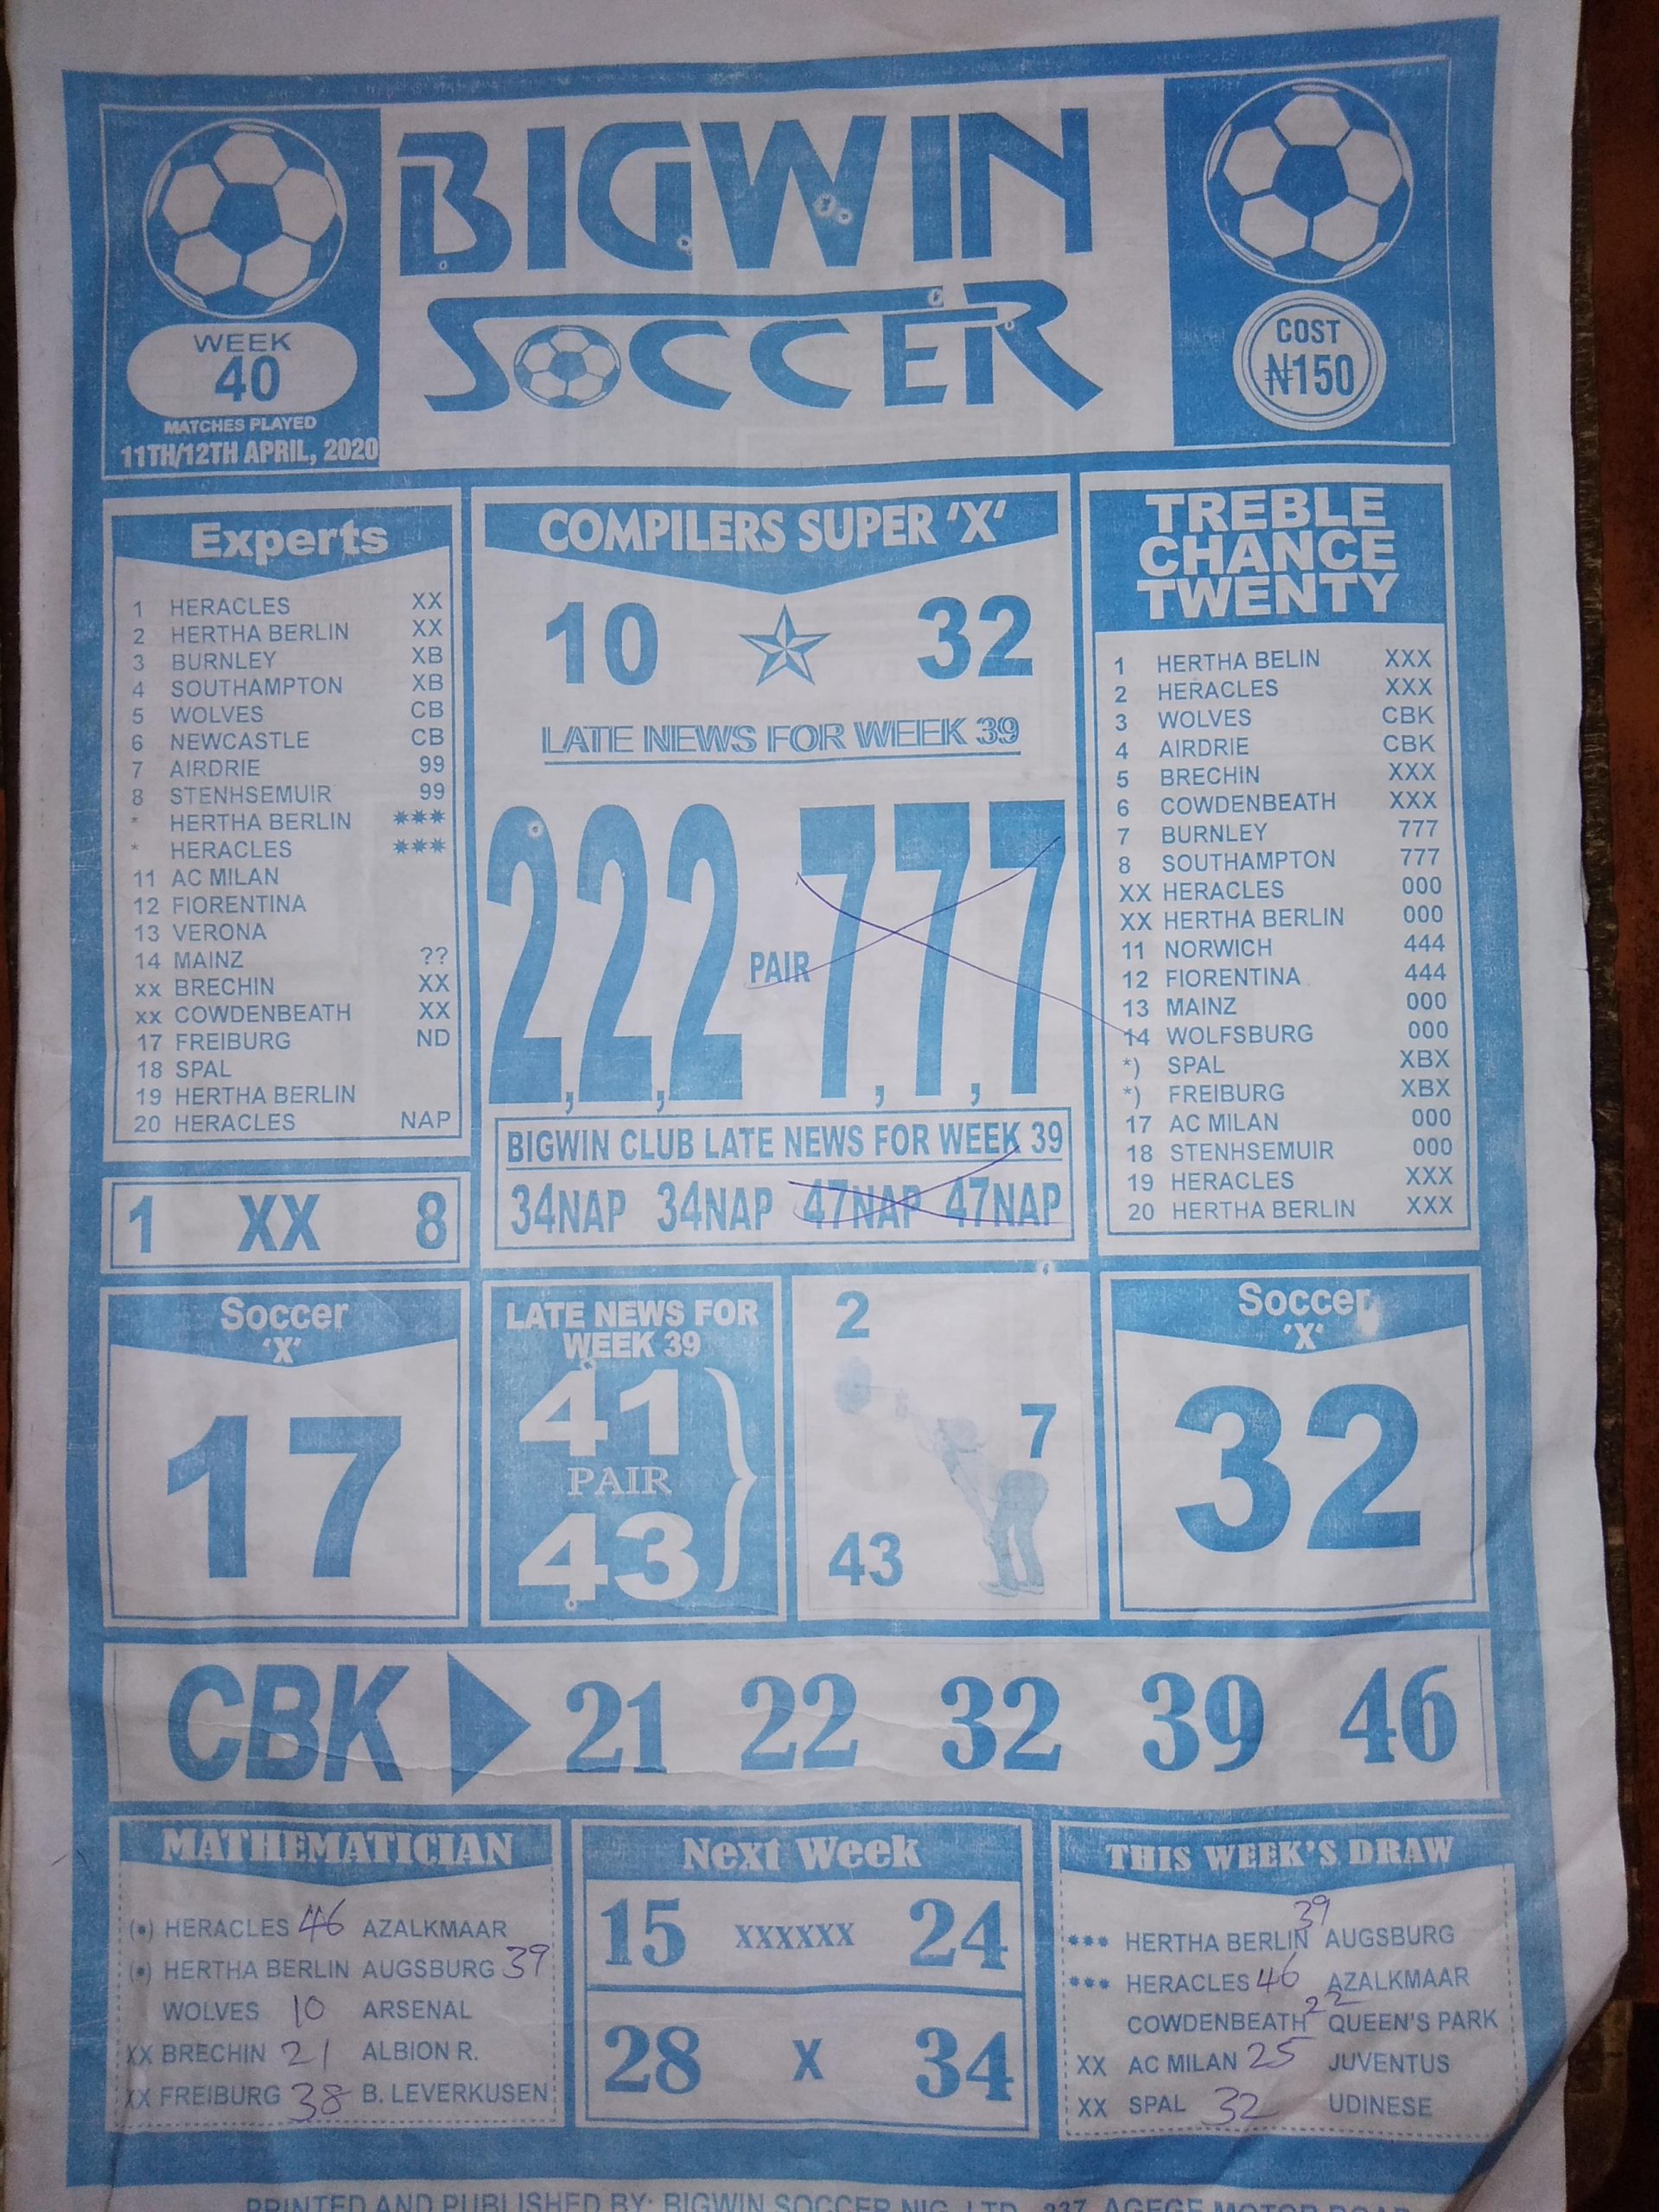 BIGWIN
SOCCER
WEEK
40
MATCHES PLAYED
11TH/12TH APRIL, 2020
COST
₦150
Experts
1 HERACLES XX
2 HERTHA BERLIN XX
3 BURNLEY XB
4 SOUTHAMPTON XB
5 WOLVES CB
6 NEWCASTLE CB
7 AIRDRIE 99
8 STENHSEMUIR 99
* HERTHA BERLIN ***
* HERACLES ***
11 AC MILAN
12 FIORENTINA
13 VERONA
14 MAINZ ??
xx BRECHIN XX
xx COWDENBEATH XX
17 FREIBURG ND
18 SPAL
19 HERTHA BERLIN
20 HERACLES NAP
1 XX 8
COMPILERS SUPER 'X'
10 32
LATE NEWS FOR WEEK 39
2,2,2 PAIR 7,7,7
BIGWIN CLUB LATE NEWS FOR WEEK 39
34NAP 34NAP 47NAP 47NAP
TREBLE
CHANCE
TWENTY
1 HERTHA BELIN XXX
2 HERACLES XXX
3 WOLVES CBK
4 AIRDRIE CBK
5 BRECHIN XXX
6 COWDENBEATH XXX
7 BURNLEY 777
8 SOUTHAMPTON 777
XX HERACLES 000
XX HERTHA BERLIN 000
11 NORWICH 444
12 FIORENTINA 444
13 MAINZ 000
14 WOLFSBURG 000
*) SPAL XBX
*) FREIBURG XBX
17 AC MILAN 000
18 STENHSEMUIR 000
19 HERACLES XXX
20 HERTHA BERLIN XXX
Soccer
'X'
17
LATE NEWS FOR
WEEK 39
41
PAIR
43
2
7
43
Soccer
'X'
32
CBK 21 22 32 39 46
MATHEMATICIAN
(•) HERACLES 46 AZALKMAAR
(•) HERTHA BERLIN AUGSBURG 39
WOLVES 10 ARSENAL
XX BRECHIN 21 ALBION R.
XX FREIBURG 38 B. LEVERKUSEN
Next Week
15 XXXXXX 24
28 X 34
THIS WEEK'S DRAW
*** HERTHA BERLIN 39 AUGSBURG
*** HERACLES 46 AZALKMAAR
COWDENBEATH 22 QUEEN'S PARK
XX AC MILAN 25 JUVENTUS
XX SPAL 32 UDINESE
PRINTED AND PUBLISHED BY: BIGWIN SOCCER NIG. LTD. 237, AGEGE MOTOR ROAD